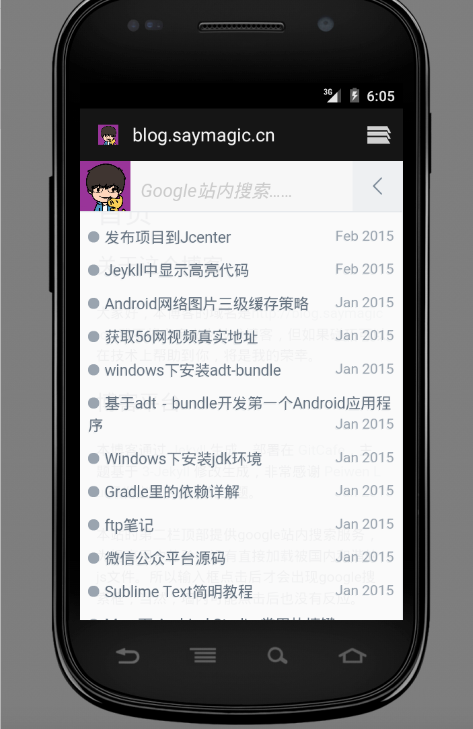 3G
6:05
blog.saymagic.cn
Google站内搜索......
发布项目到Jcenter Feb 2015
Jeykll中显示高亮代码 Feb 2015
Android网络图片三级缓存策略 Jan 2015
获取56网视频真实地址 Jan 2015
windows下安装adt-bundle Jan 2015
基于adt - bundle开发第一个Android应用程
序 Jan 2015
Windows下安装jdk环境 Jan 2015
Gradle里的依赖详解 Jan 2015
ftp笔记 Jan 2015
微信公众平台源码 Jan 2015
Sublime Text简明教程 Jan 2015